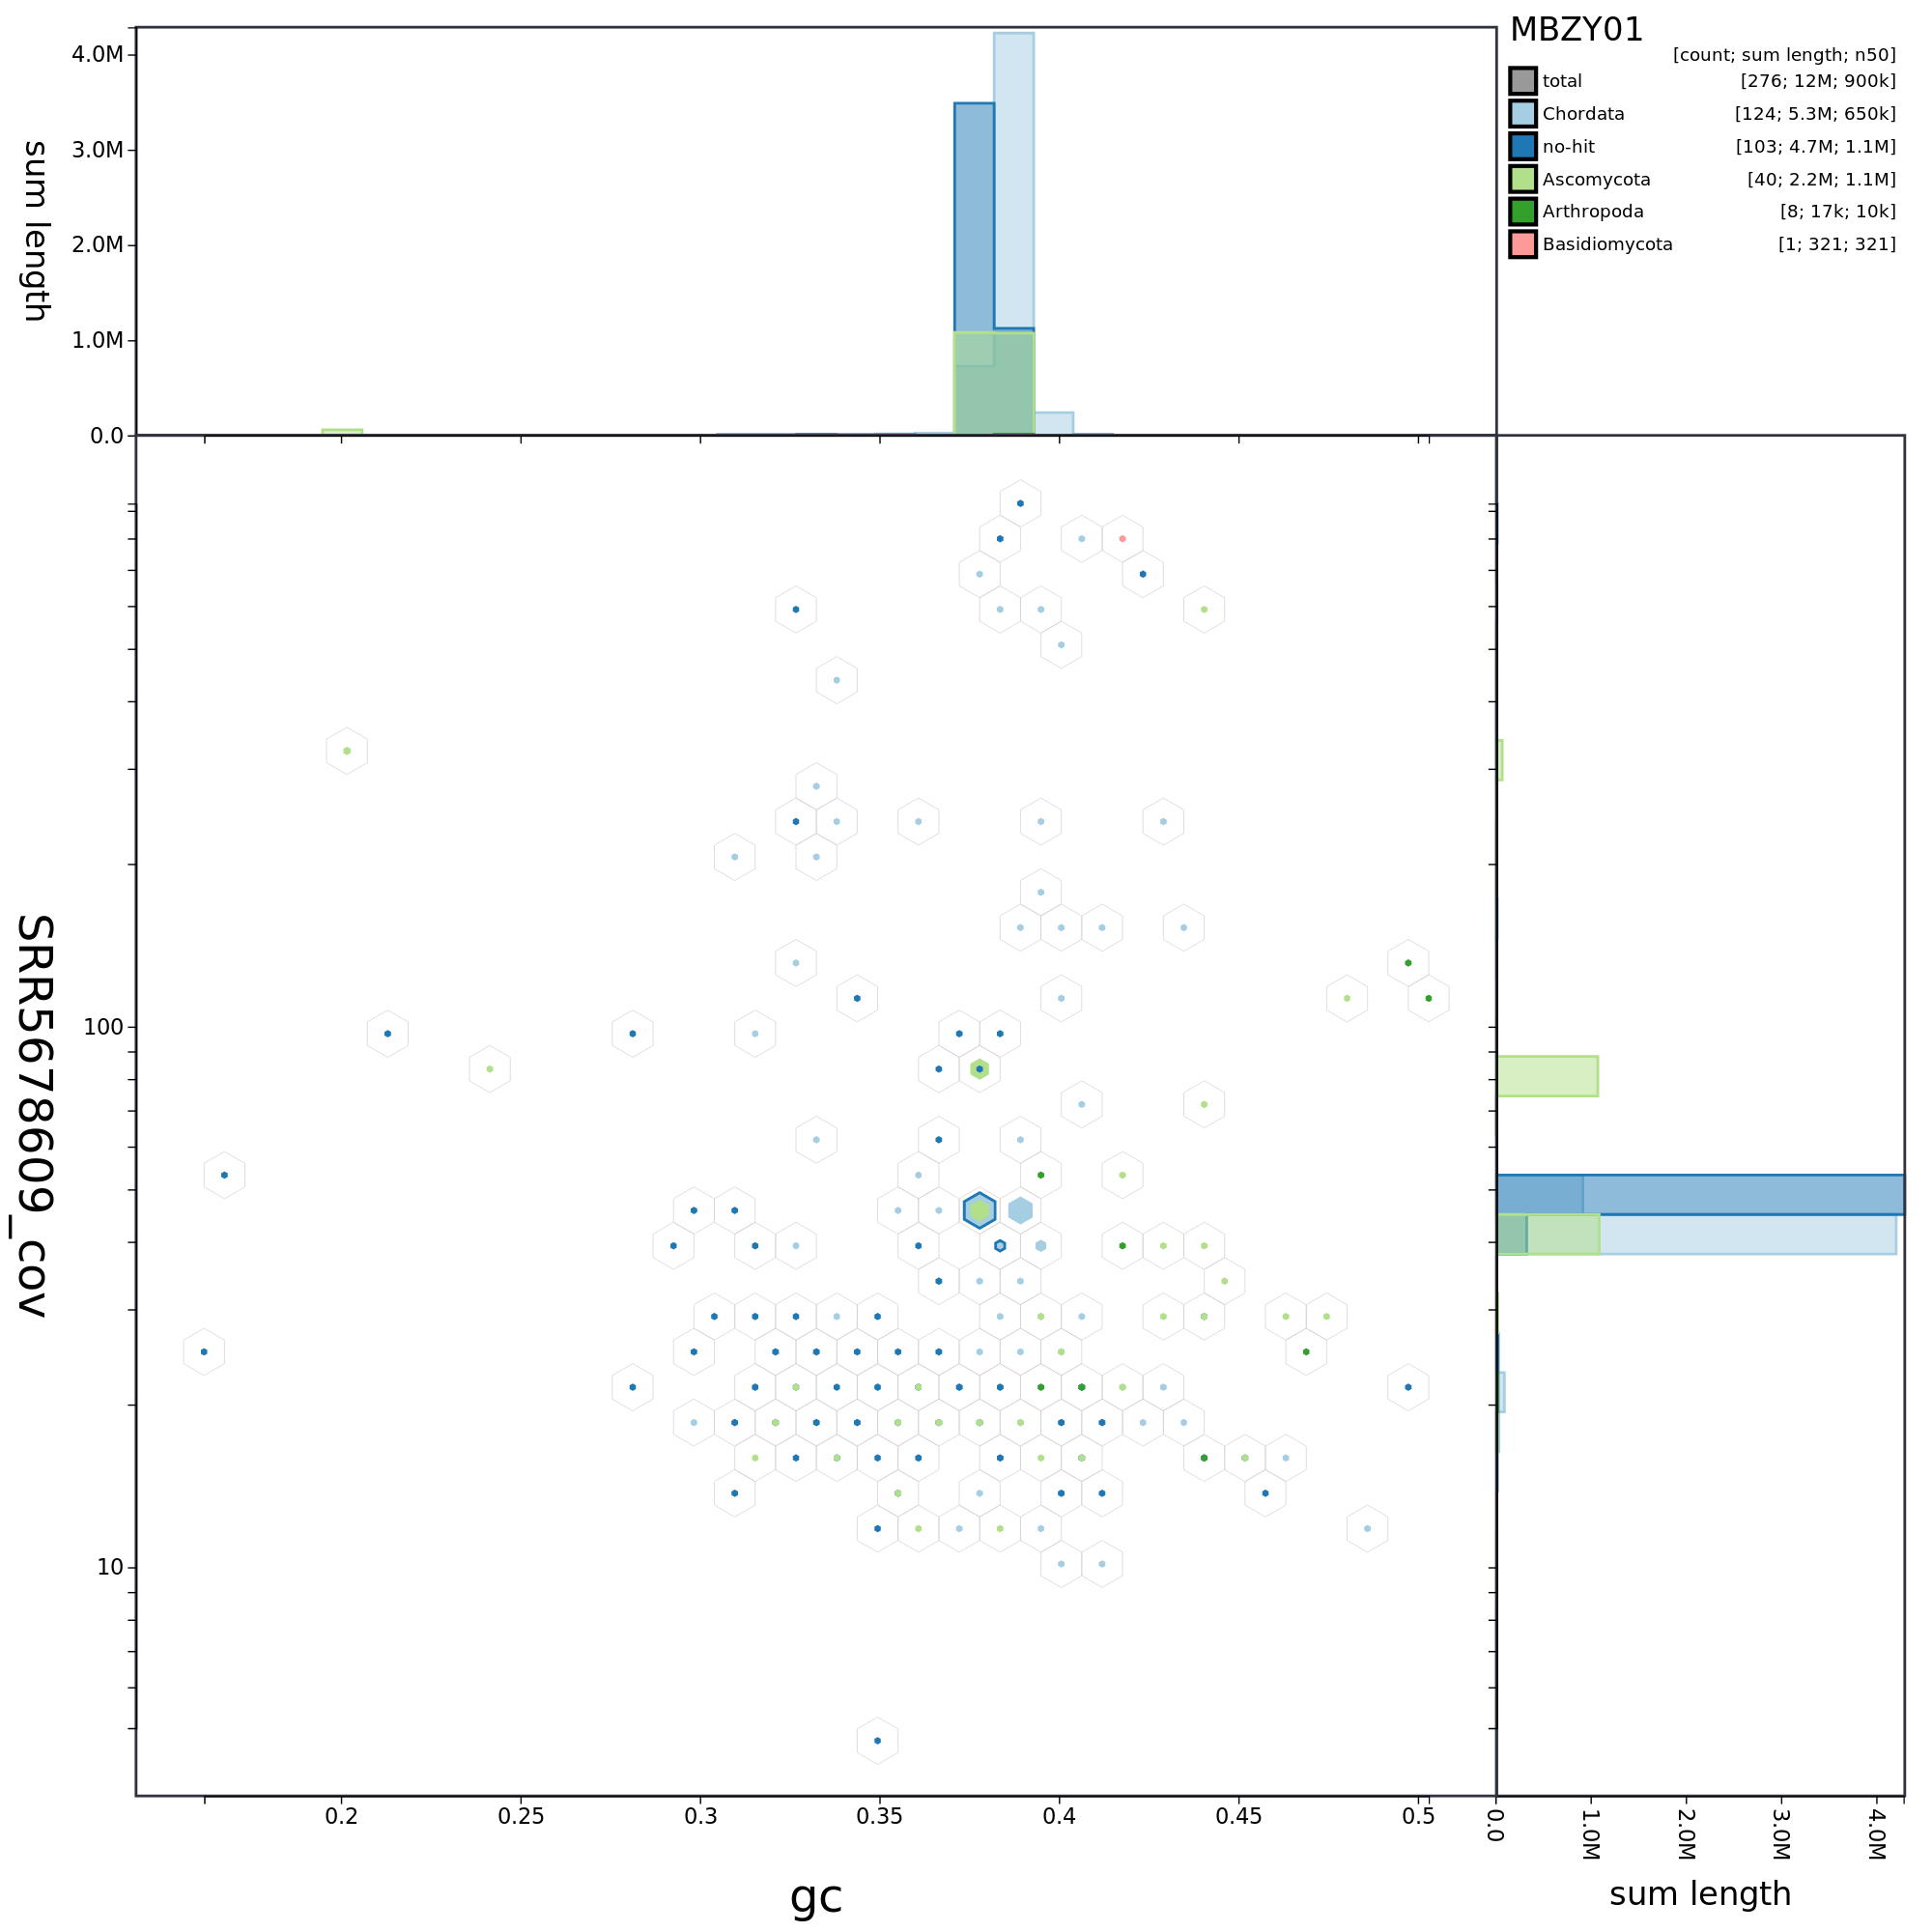 MBZY01
[count; sum length; n50]
total [276; 12M; 900k]
Chordata [124; 5.3M; 650k]
no-hit [103; 4.7M; 1.1M]
Ascomycota [40; 2.2M; 1.1M]
Arthropoda [8; 17k; 10k]
Basidiomycota [1; 321; 321]
sum length
4.0M
3.0M
2.0M
1.0M
0.0
SRR5678609_cov
100
10
0.2 0.25 0.3 0.35 0.4 0.45 0.5
gc
0.0 1.0M 2.0M 3.0M 4.0M
sum length